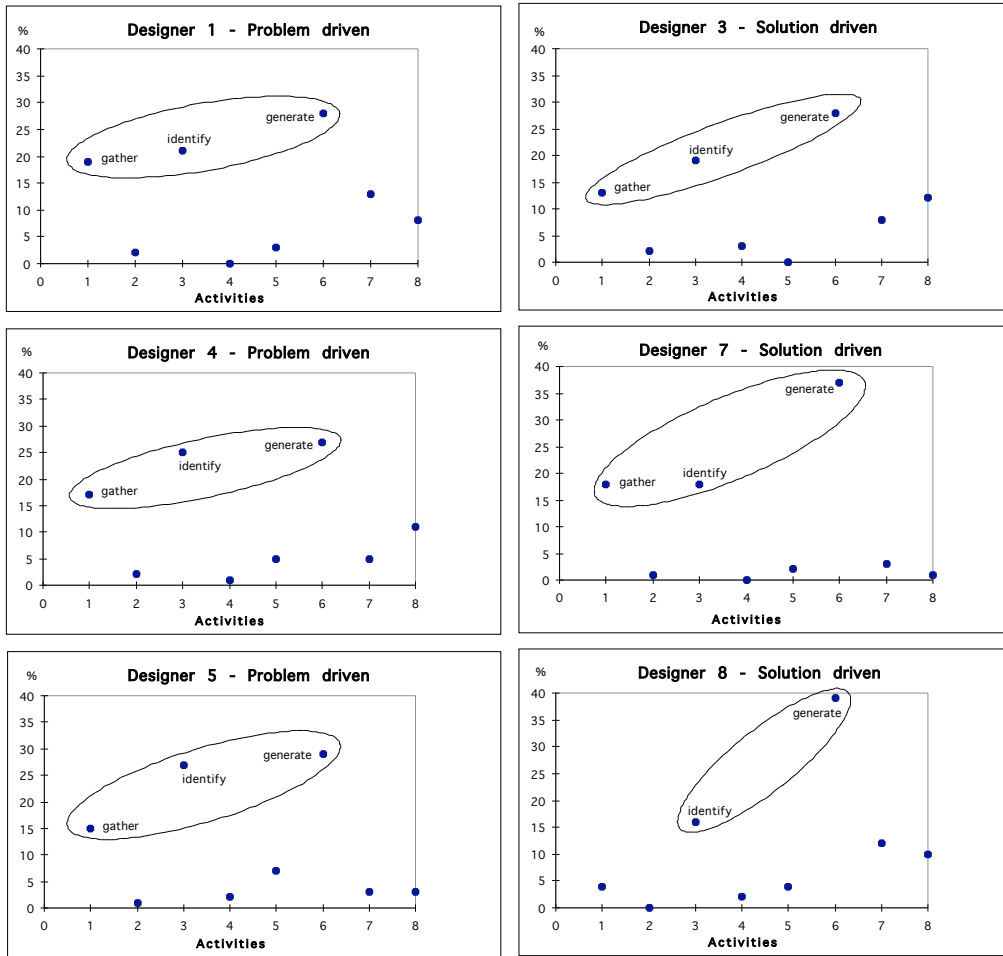 Designer 1 - Problem driven
%
40
35
30
25
20
15
10
5
0
generate
identify
gather
0 1 2 3 4 5 6 7 8
Activities
Designer 3 - Solution driven
%
40
35
30
25
20
15
10
5
0
generate
identify
gather
0 1 2 3 4 5 6 7 8
Activities
Designer 4 - Problem driven
%
40
35
30
25
20
15
10
5
0
generate
identify
gather
0 1 2 3 4 5 6 7 8
Activities
Designer 7 - Solution driven
%
40
35
30
25
20
15
10
5
0
generate
identify
gather
0 1 2 3 4 5 6 7 8
Activities
Designer 5 - Problem driven
%
40
35
30
25
20
15
10
5
0
generate
identify
gather
0 1 2 3 4 5 6 7 8
Activities
Designer 8 - Solution driven
%
40
35
30
25
20
15
10
5
0
generate
identify
0 1 2 3 4 5 6 7 8
Activities